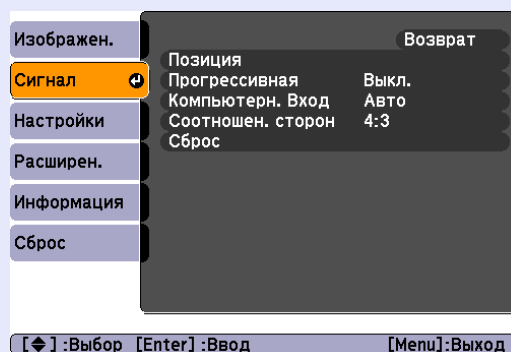 Изображен.
Сигнал
Настройки
Расширен.
Информация
Сброс
Возврат
Позиция
Прогрессивная Выкл.
Компьютерн. Вход Авто
Соотношен. сторон 4:3
Сброс
[◆] :Выбор [Enter] :Ввод [Menu]:Выход